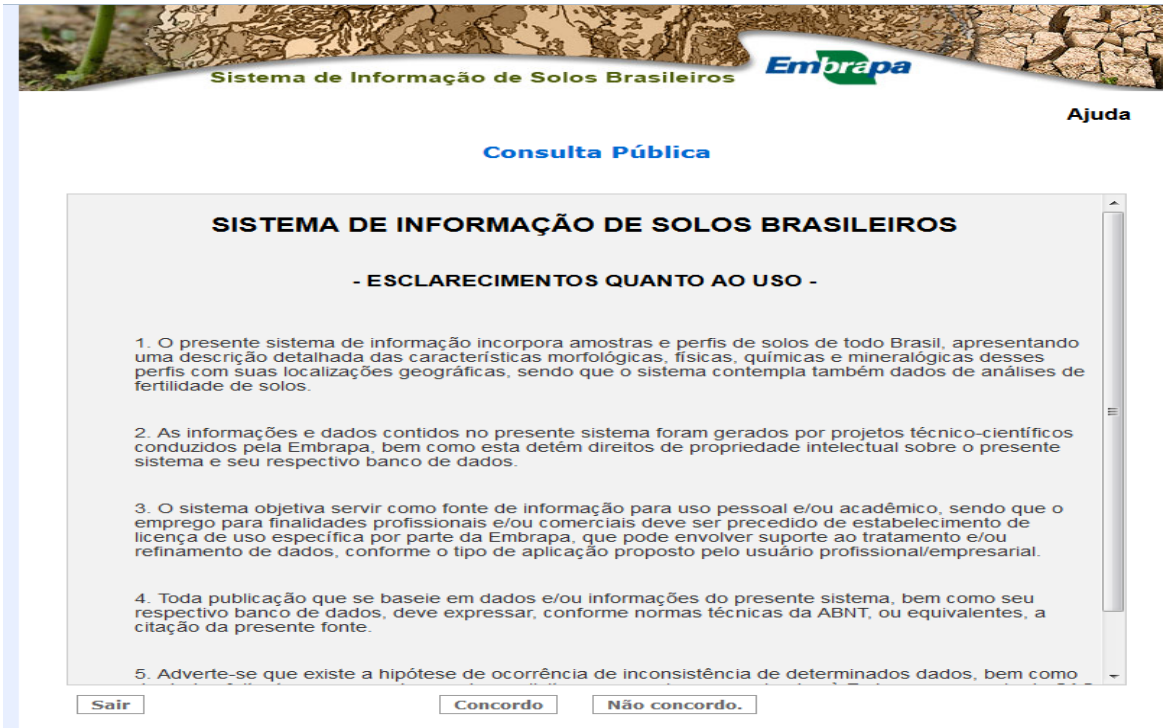 Sistema de Informação de Solos Brasileiros
Embrapa
Ajuda
Consulta Pública
SISTEMA DE INFORMAÇÃO DE SOLOS BRASILEIROS
- ESCLARECIMENTOS QUANTO AO USO -
1. O presente sistema de informação incorpora amostras e perfis de solos de todo Brasil, apresentando
uma descrição detalhada das características morfológicas, físicas, químicas e mineralógicas desses
perfis com suas localizações geográficas, sendo que o sistema contempla também dados de análises de
fertilidade de solos.
2. As informações e dados contidos no presente sistema foram gerados por projetos técnico-científicos
conduzidos pela Embrapa, bem como esta detém direitos de propriedade intelectual sobre o presente
sistema e seu respectivo banco de dados.
3. O sistema objetiva servir como fonte de informação para uso pessoal e/ou acadêmico, sendo que o
emprego para finalidades profissionais e/ou comerciais deve ser precedido de estabelecimento de
licença de uso específica por parte da Embrapa, que pode envolver suporte ao tratamento e/ou
refinamento de dados, conforme o tipo de aplicação proposto pelo usuário profissional/empresarial.
4. Toda publicação que se baseie em dados e/ou informações do presente sistema, bem como seu
respectivo banco de dados, deve expressar, conforme normas técnicas da ABNT, ou equivalentes, a
citação da presente fonte.
5. Adverte-se que existe a hipótese de ocorrência de inconsistência de determinados dados, bem como
Sair
Concordo
Não concordo.